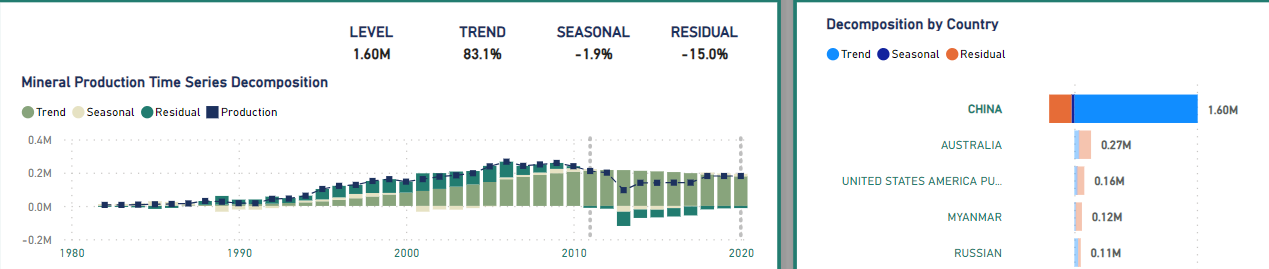 LEVEL TREND SEASONAL RESIDUAL
1.60M 83.1% -1.9% -15.0%
Mineral Production Time Series Decomposition
Trend Seasonal Residual Production
0.4M
0.2M
0.0M
-0.2M
1980 1990 2000 2010 2020
Decomposition by Country
Trend Seasonal Residual
CHINA 1.60M
AUSTRALIA 0.27M
UNITED STATES AMERICA PU... 0.16M
MYANMAR 0.12M
RUSSIAN 0.11M